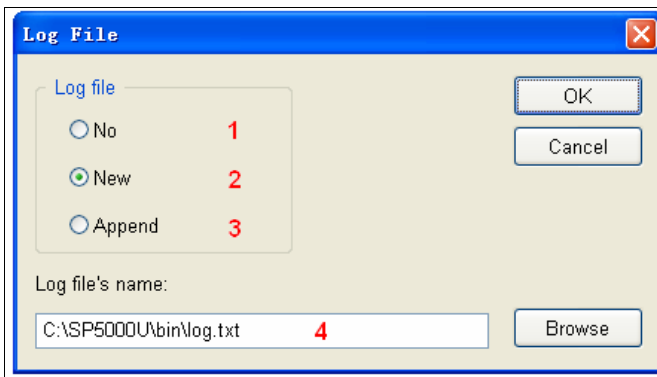 Log File
Log file
No 1
New 2
Append 3
OK
Cancel
Log file's name:
C:\SP5000U\bin\log.txt 4
Browse